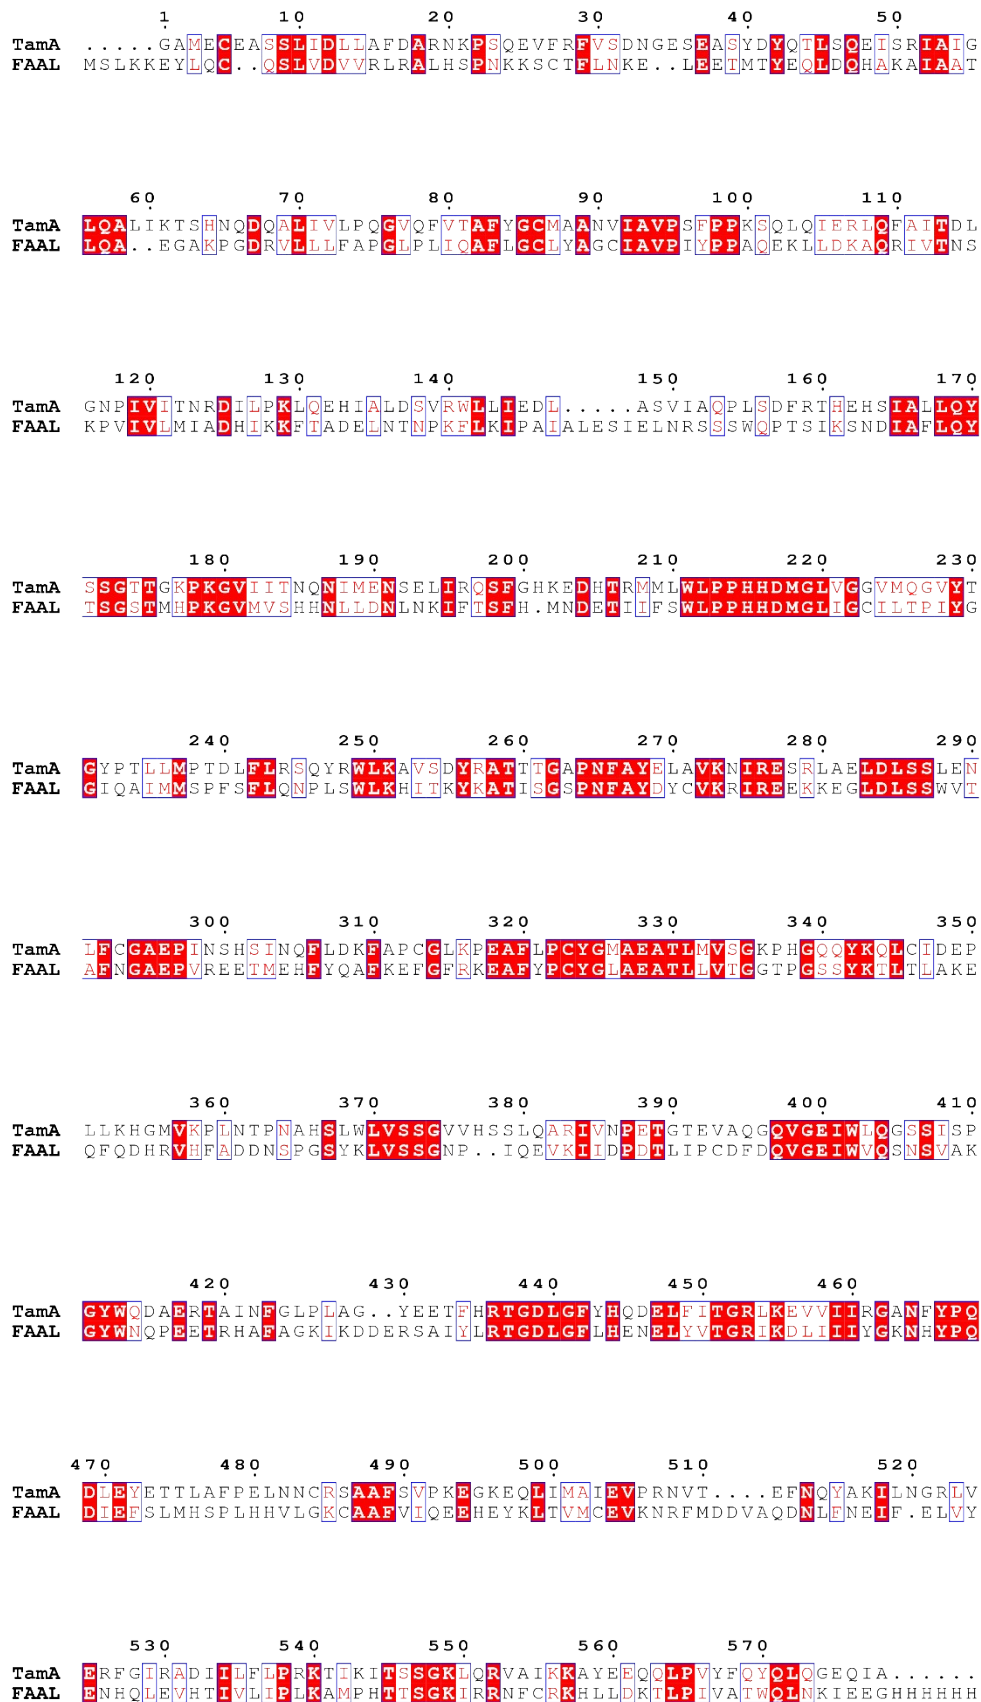 1 10 20 30 40 50
TamA .....GAMECEASSLIDLLAFDARNKPSQEVFRFVSDNGESEASYDYQTLSQEISRIAIG
FAAL MSLKKEYLQC..QSLVDVVRLRALHSPNKKSCTFLNKE..LEETMTYEQLDQHAKAIAAT
60 70 80 90 100 110
TamA LQALIKTSHNQDQALIVLPQGVQFVTAFYGCMAANVIAVPSFPPKSQLQIERLQFAITDL
FAAL LQA..EGAKPGDRVLLLFAPGLPLIQAFLGCLYAGCIAVPIYPPAQEKLLDKAQRIVTNS
120 130 140 150 160 170
TamA GNPIVITNRDILPKLQEHIALDSVRWLLIEDL.....ASVIAQPLSDFRTHEHSIALLQY
FAAL KPVIVLMIADHIKKFTADELNTNPKFLKIPAIALESIELNRSSSWQPTSIKSNDIAFLQY
180 190 200 210 220 230
TamA SSGTTGKPKGVIITNQNIMENSELIRQSFGHKEDHTRMMLWLPPHHDMGLVGGVMQGVYT
FAAL TSGSTMHPKGVMVSHHNLLDNLNKIFTSFH.MNDETIIFSWLPPHHDMGLIGCILTPIYG
240 250 260 270 280 290
TamA GYPTLLMPTDLFLRSQYRWLKAVSDYRATTTGAPNFAYELAVKNIRESRLAELDLSSLEN
FAAL GIQAIMMSPFSFLQNPLSWLKHITKYKATISGSPNFAYDYCVKRIREEKKEGLDLSSWVT
300 310 320 330 340 350
TamA LFCGAEPINSHSINQFLDKFAPCGLKPEAFLPCYGMAEATLMVSGKPHGQQYKQLCIDEP
FAAL AFNGAEPVREETMEHFYQAFKEFGFRKEAFYPCYGLAEATLLVTGGTPGSSYKTLTLAKE
360 370 380 390 400 410
TamA LLKHGMVKPLNTPNAHSLWLVSSGVVHSSLQARIVNPETGTEVAQGQVGEIWLQGSSISP
FAAL QFQDHRVHFADDNSPGSYKLVSSGNP..IQEVKIIDPDTLIPCDFDQVGEIWVQSNSVAK
420 430 440 450 460
TamA GYWQDAERTAINFGLPLAG..YEETFHRTGDLGFYHQDELFITGRLKEVVIIRGANFYPQ
FAAL GYWNQPEETRHAFAGKIKDDERSAIYLRTGDLGFLHENELYVTGRIKDLIIIYGKNHYPQ
470 480 490 500 510 520
TamA DLEYETTLAFPELNNCRSAAFSVPKEGKEQLIMAIEVPRNVT....EFNQYAKILNGRLV
FAAL DIEFSLMHSPLHHVLGKCAAFVIQEEHEYKLTVMCEVKNRFMDDVAQDNLFNEIF.ELVY
530 540 550 560 570
TamA ERFGIRADIILFLPRKTIKITSSGKLQRVAIKKAYEEQQLPVYFQYQLQGEQIA......
FAAL ENHQLEVHTIVLIPLKAMPHTTSGKIRRNFCRKHLLDKTLPIVATWQLNKIEEGHHHHHH